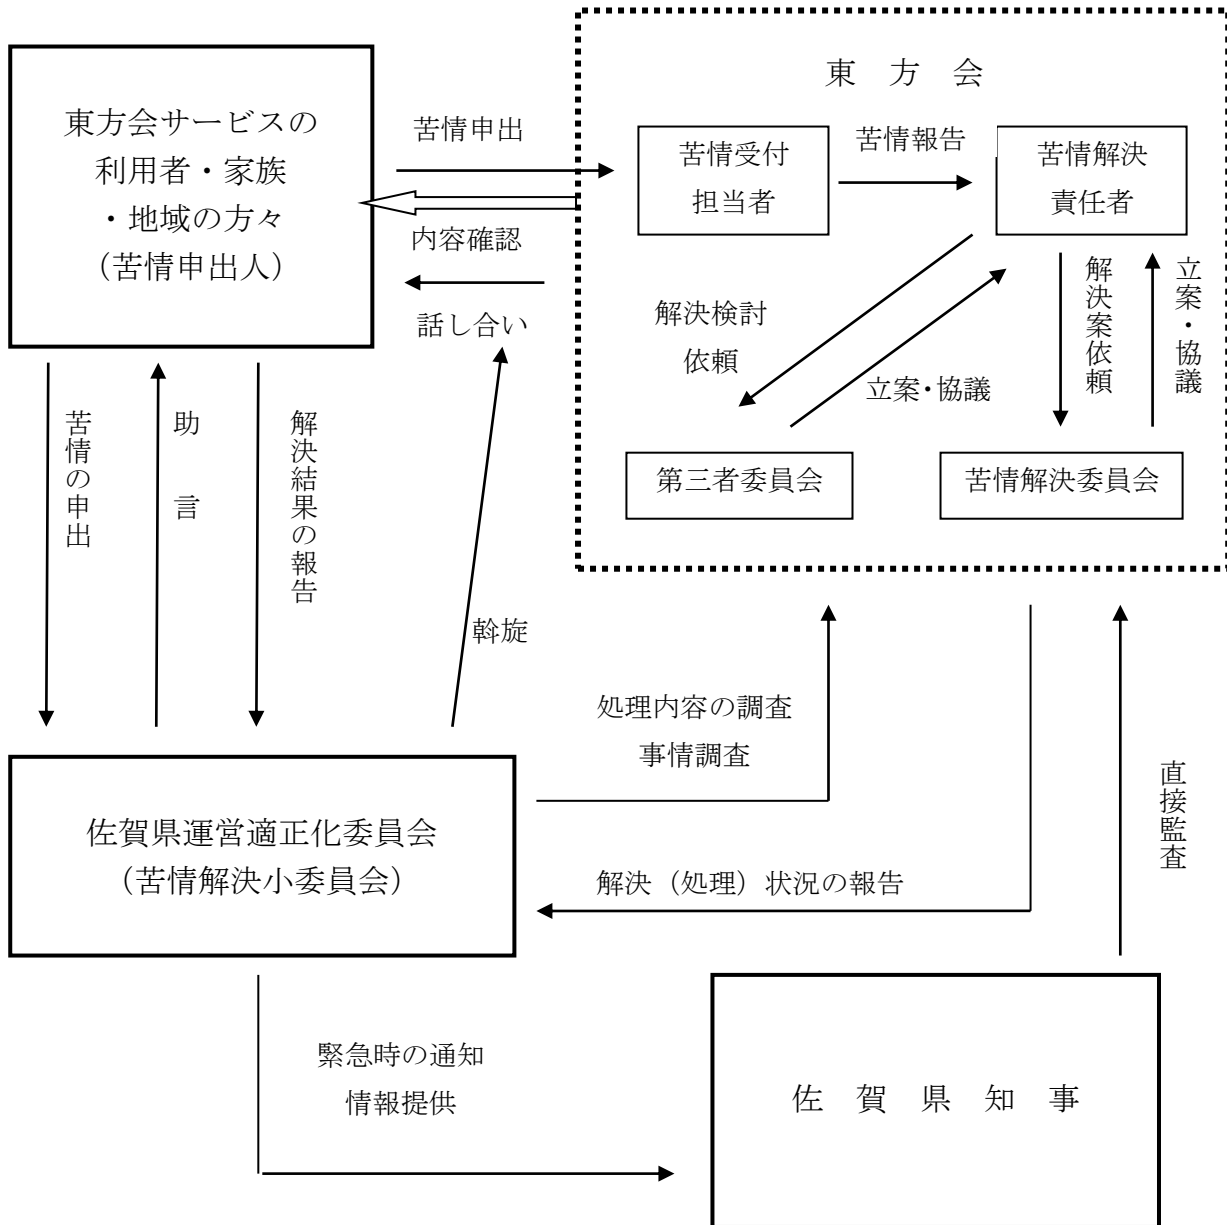 東方会サービスの
利用者・家族
・地域の方々
（苦情申出人）
苦情申出
内容確認
話し合い
東　方　会
苦情受付
担当者
苦情報告
苦情解決
責任者
解決検討
依頼
立案・協議
解決案依頼
立案・協議
第三者委員会
苦情解決委員会
苦情の申出
助　言
解決結果の報告
斡旋
処理内容の調査
事情調査
直接監査
佐賀県運営適正化委員会
（苦情解決小委員会）
解決（処理）状況の報告
緊急時の通知
情報提供
佐　賀　県　知　事